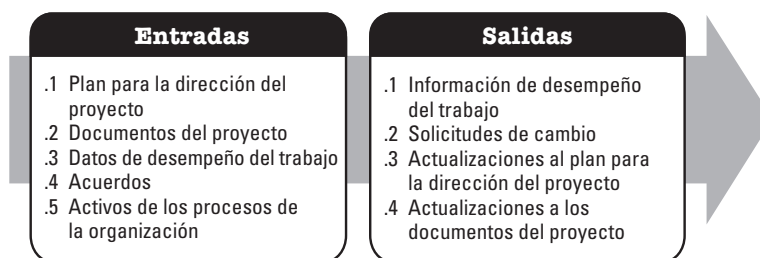 Entradas
.1 Plan para la dirección del
proyecto
.2 Documentos del proyecto
.3 Datos de desempeño del trabajo
.4 Acuerdos
.5 Activos de los procesos de
la organización
Salidas
.1 Información de desempeño
del trabajo
.2 Solicitudes de cambio
.3 Actualizaciones al plan para
la dirección del proyecto
.4 Actualizaciones a los
documentos del proyecto